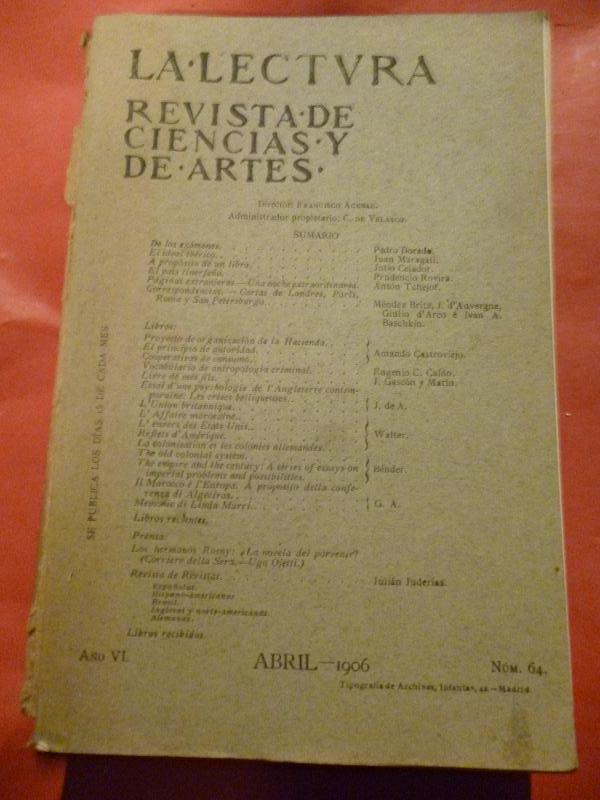 LA·LECTVRA
REVISTA·DE
CIENCIAS·Y
DE·ARTES·
Director: FRANCISCO ACEBAL.
Administrador propietario: C. DE VELASCO.
SUMARIO
De los exámenes. Pedro Dorado.
El ideal ibérico. Juan Maragall.
A propósito de un libro. Julio Cejador.
El país tinerfeño. Prudencio Rovira.
Páginas extranjeras.—Una noche extraordinaria. Antón Tchejof.
Correspondencias.—Cartas de Londres, París,
Roma y San Petersburgo. Méndez Brits, J. d'Auvergne,
Giulio d'Arco é Ivan A.
Baschkin.
Libros:
Proyecto de organización de la Hacienda.
El principio de autoridad. Amando Castroviejo.
Cooperativas de consumo.
Vocabulario de antropología criminal. Eugenio C. Calón.
Livre de mes fils. J. Gascón y Marín.
Essai d'une psychologie de l'Angleterre contem-
poraine: Les crises belliqueuses.
L'Union britannique. J. de A.
L'Affaire marocaine.
L'envers des Etats Unis.
Reflets d'Amérique. Walter.
La colonisation et les colonies allemandes.
The old colonial system.
The empire and the century: A series of essays on
imperial problems and possibilities. Bénder.
Il Marocco é l'Europa. A proposito della confe-
renza di Algeciras.
Memorie di Linda Murri. G. A.
Libros recientes.
Prensa:
Los hermanos Rosny: ¿La novela del porvenir?
(Corriere della Sera.—Ugo Ojetti.)
Revista de Revistas. Julián Juderías.
Españolas.
Hispano-americanas
Brasil.
Inglesas y norte-americanas
Alemanas.
Libros recibidos.
SE PUBLICA LOS DÍAS 15 DE CADA MES
AÑO VI. ABRIL—1906 NÚM. 64.
Tipografía de Archivos, Infantas, 42.—Madrid